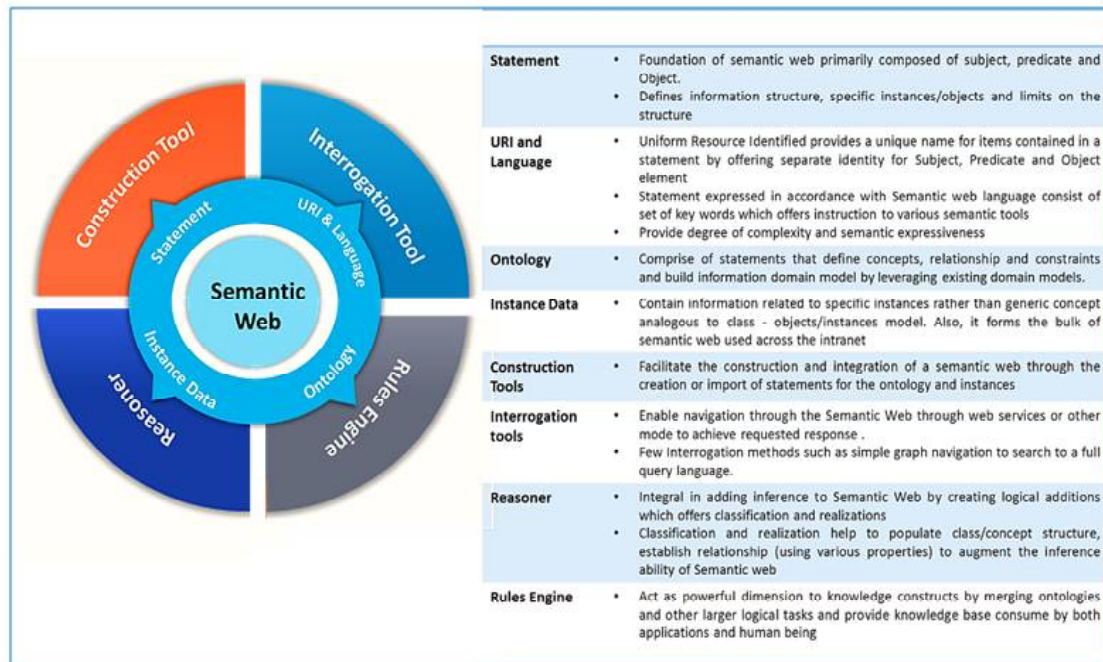 Construction Tool
Interrogation Tool
Statement
URI & Language
Semantic
Web
Instance Data
Ontology
Reasoner
Rules Engine
Statement
• Foundation of semantic web primarily composed of subject, predicate and
Object.
• Defines information structure, specific instances/objects and limits on the
structure
URI and
Language
• Uniform Resource Identified provides a unique name for items contained in a
statement by offering separate identity for Subject, Predicate and Object
element
• Statement expressed in accordance with Semantic web language consist of
set of key words which offers instruction to various semantic tools
• Provide degree of complexity and semantic expressiveness
Ontology
• Comprise of statements that define concepts, relationship and constraints
and build information domain model by leveraging existing domain models.
Instance Data
• Contain information related to specific instances rather than generic concept
analogous to class - objects/instances model. Also, it forms the bulk of
semantic web used across the intranet
Construction
Tools
• Facilitate the construction and integration of a semantic web through the
creation or import of statements for the ontology and instances
Interrogation
tools
• Enable navigation through the Semantic Web through web services or other
mode to achieve requested response .
• Few Interrogation methods such as simple graph navigation to search to a full
query language.
Reasoner
• Integral in adding inference to Semantic Web by creating logical additions
which offers classification and realizations
• Classification and realization help to populate class/concept structure,
establish relationship (using various properties) to augment the inference
ability of Semantic web
Rules Engine
• Act as powerful dimension to knowledge constructs by merging ontologies
and other larger logical tasks and provide knowledge base consume by both
applications and human being